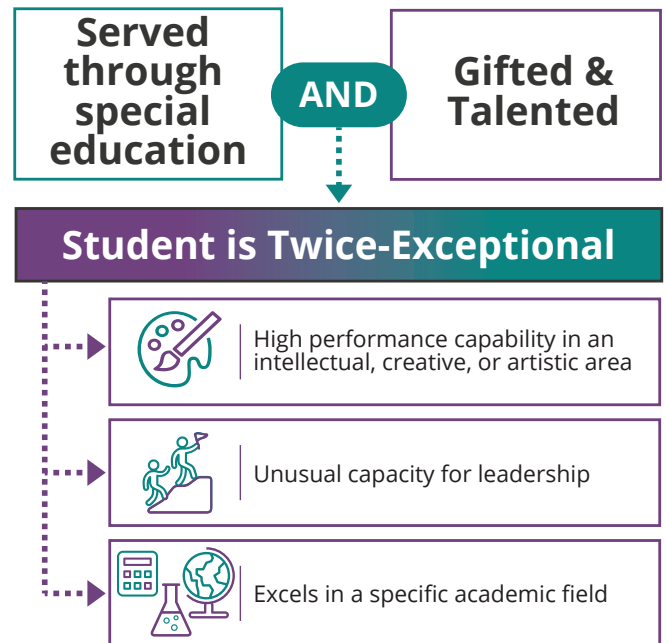 Served
through
special
education
AND
Gifted &
Talented
Student is Twice-Exceptional
High performance capability in an
intellectual, creative, or artistic area
Unusual capacity for leadership
Excels in a specific academic field